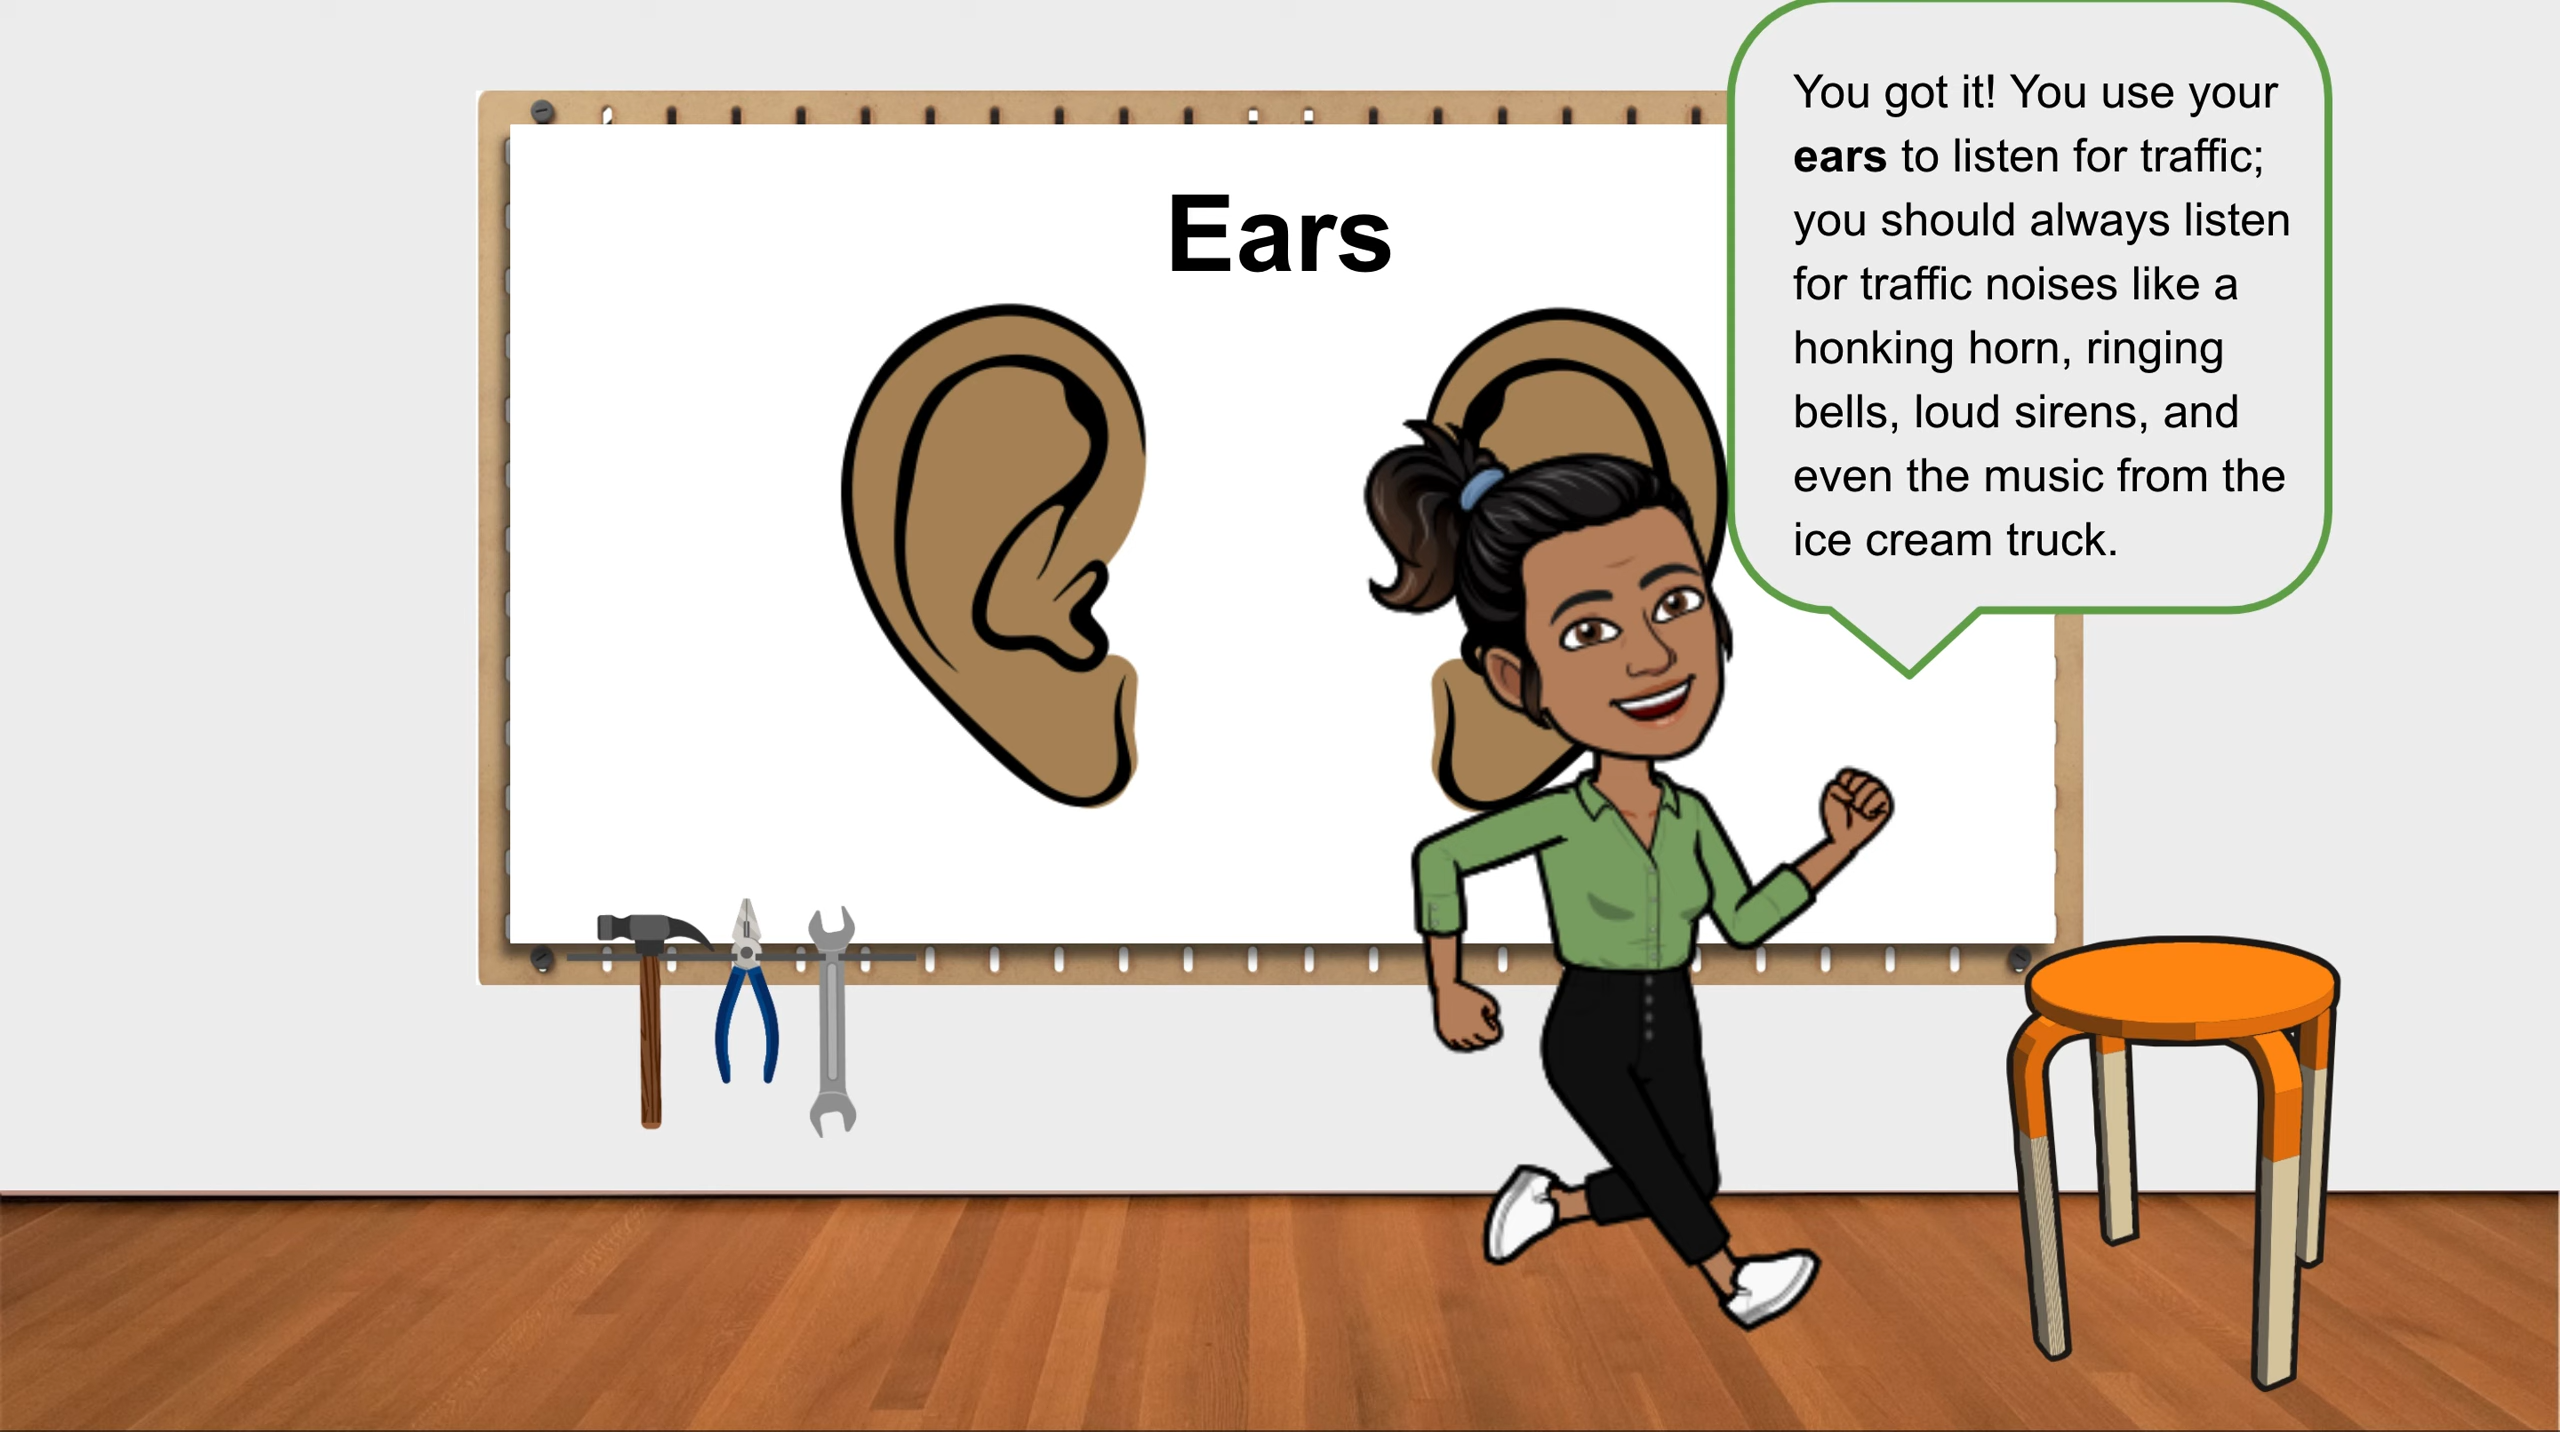 Ears
You got it! You use your
ears to listen for traffic;
you should always listen
for traffic noises like a
honking horn, ringing
bells, loud sirens, and
even the music from the
ice cream truck.